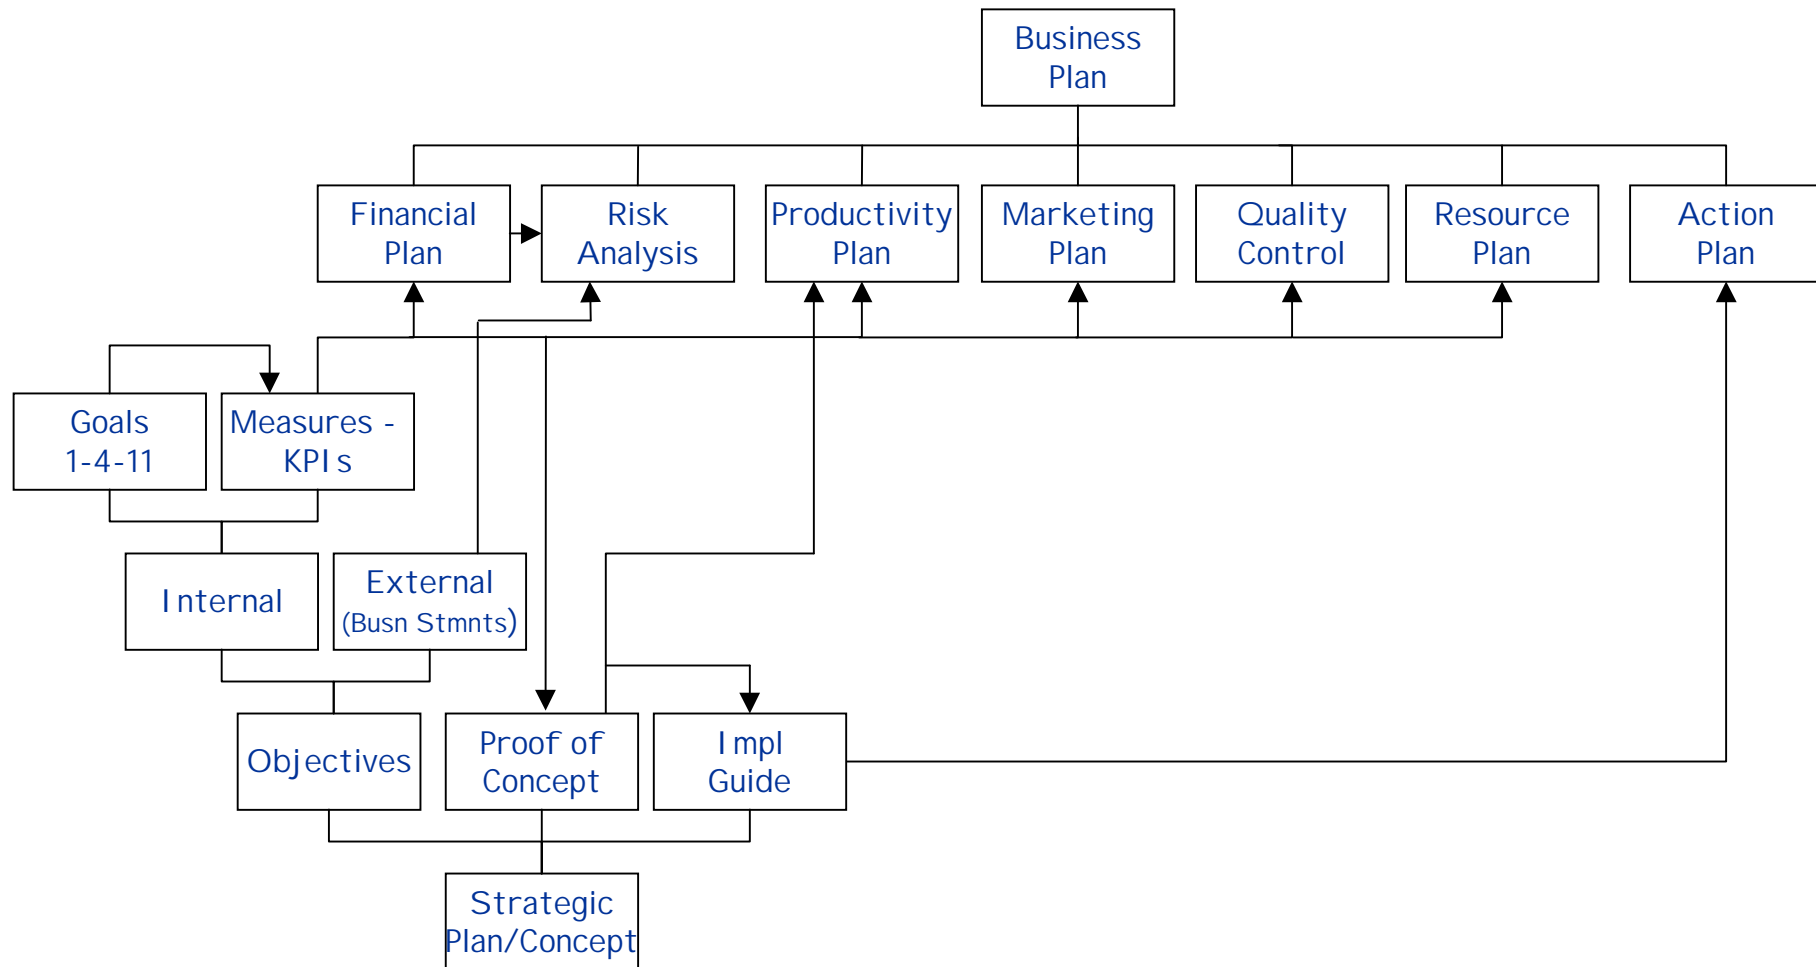 Business
Plan
Financial
Plan
Risk
Analysis
Productivity
Plan
Marketing
Plan
Quality
Control
Resource
Plan
Action
Plan
Goals
1-4-11
Measures -
KPIs
Internal
External
(Busn Stmnts)
Objectives
Proof of
Concept
Impl
Guide
Strategic
Plan/Concept